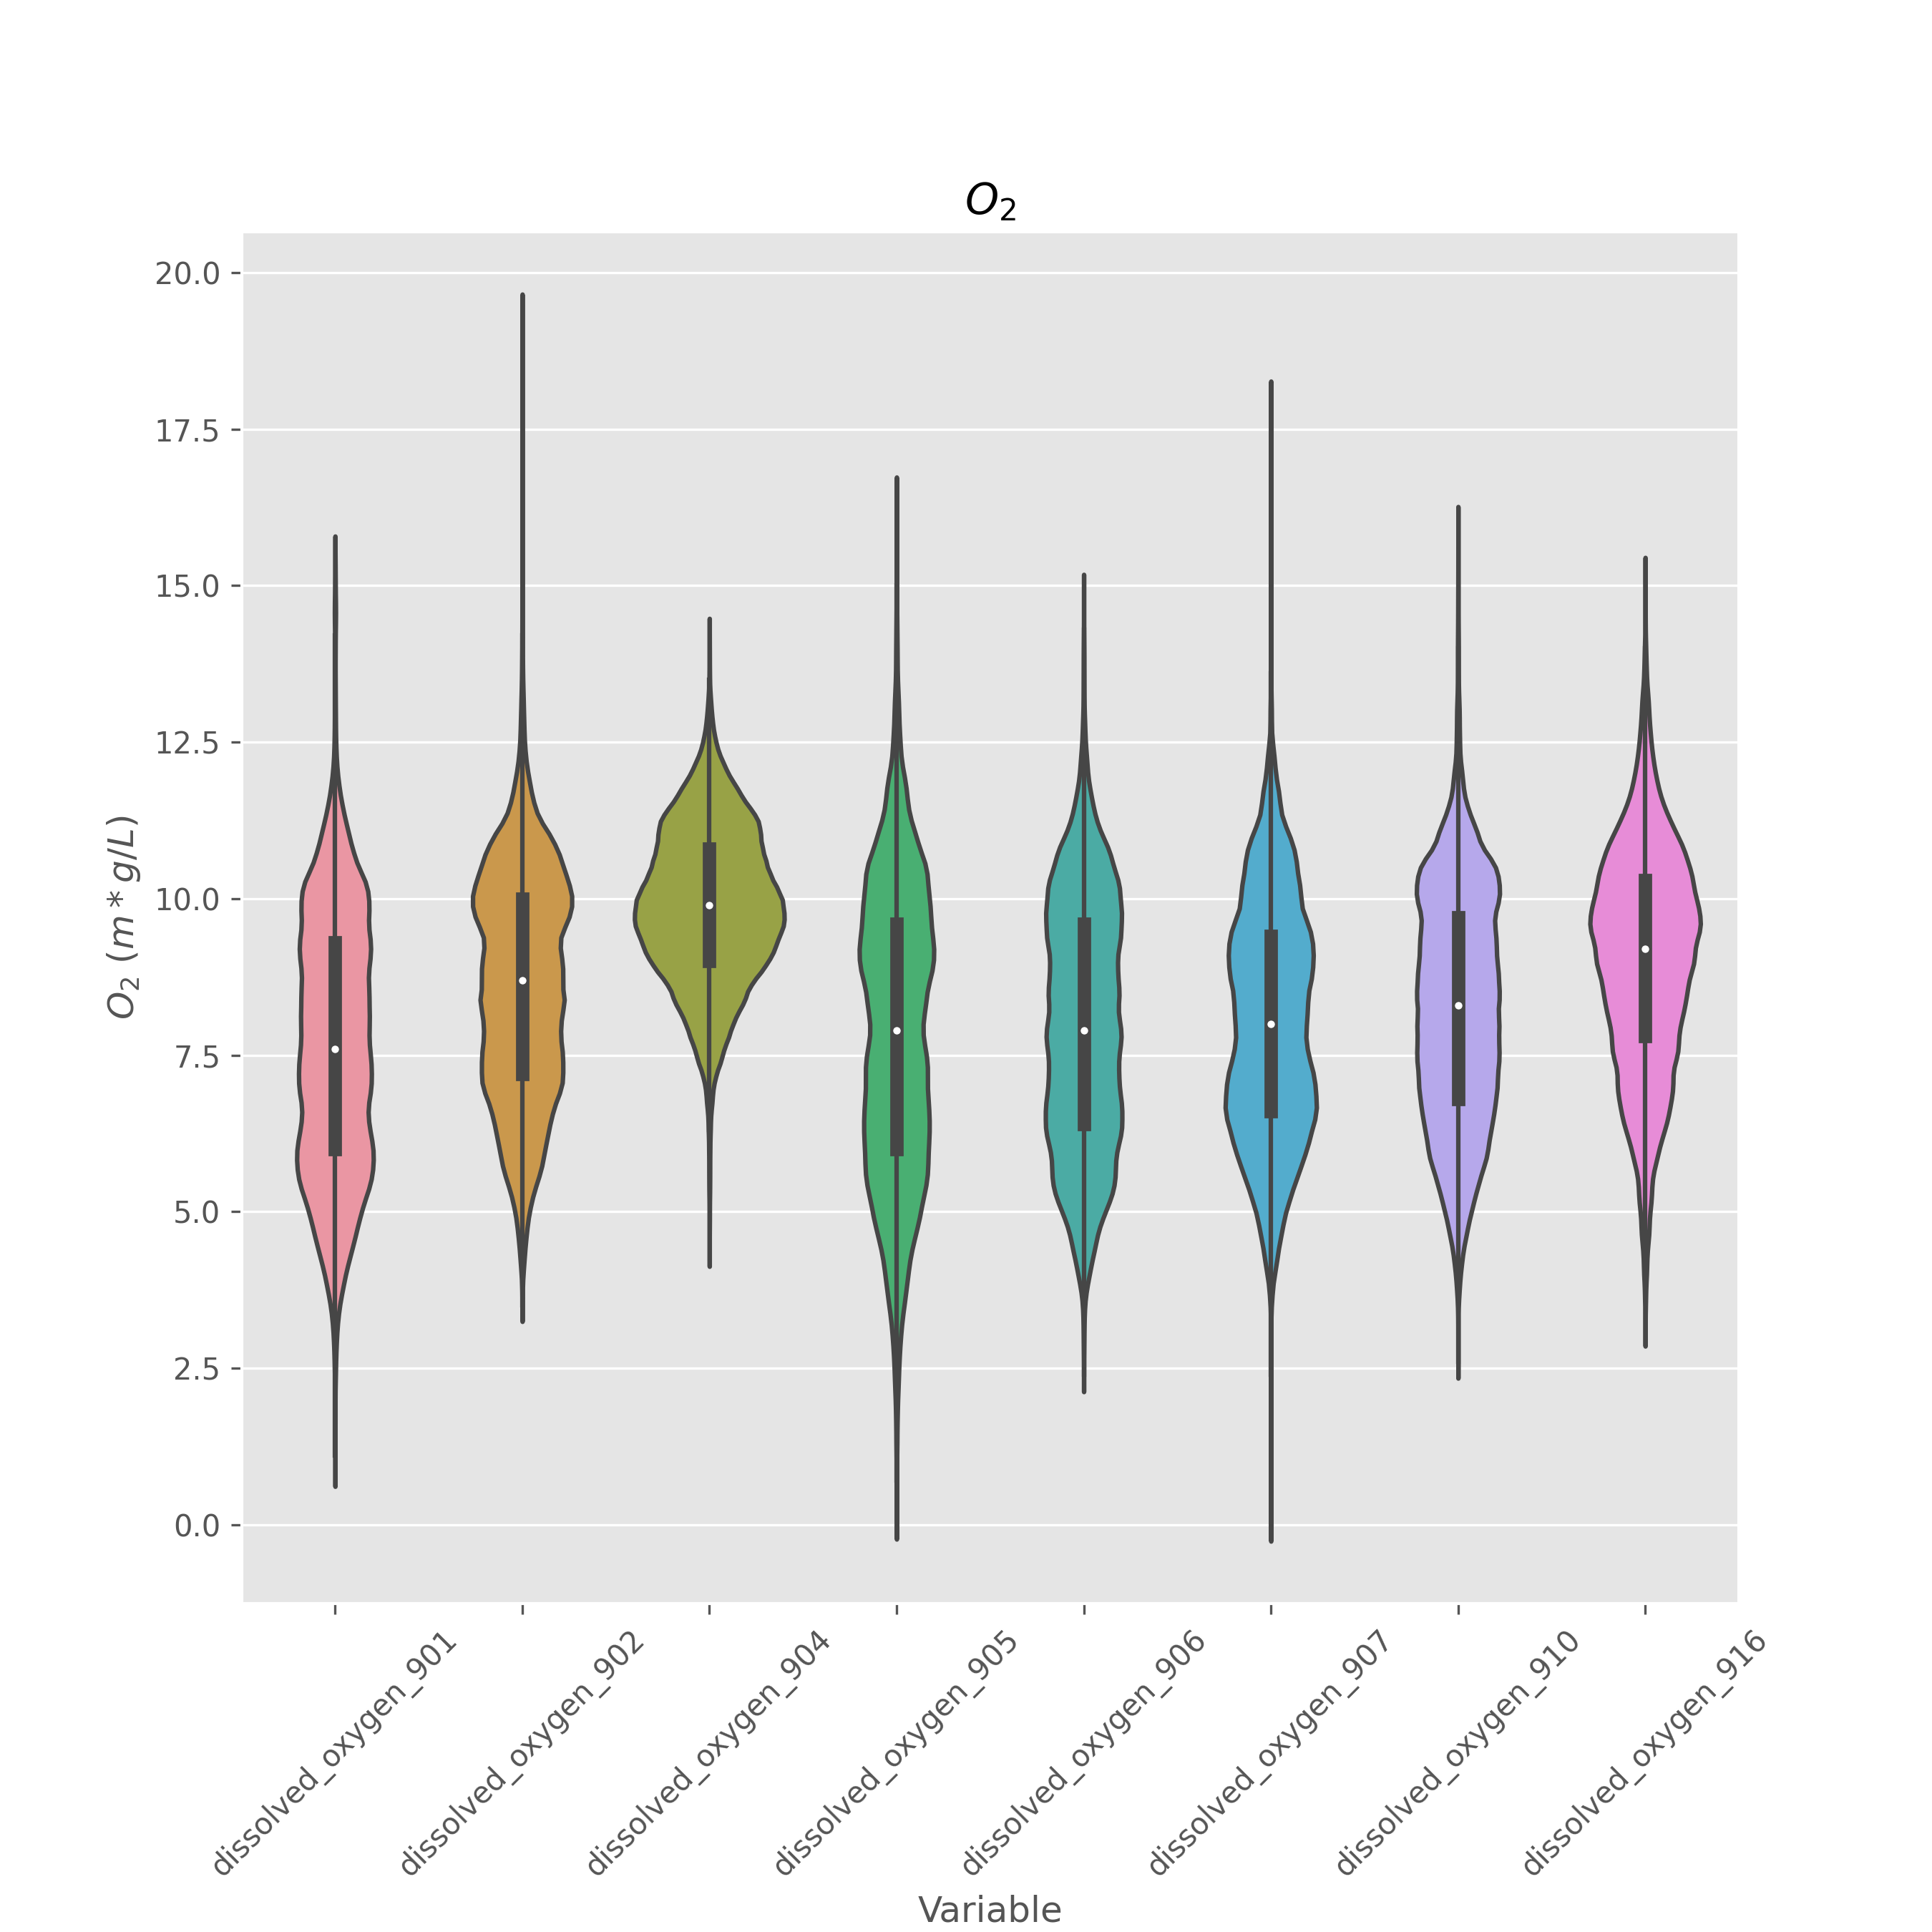 O₂
20.0
17.5
15.0
12.5
10.0
7.5
5.0
2.5
0.0
O₂ (m * g/L)
dissolved_oxygen_901
dissolved_oxygen_902
dissolved_oxygen_904
dissolved_oxygen_905
dissolved_oxygen_906
dissolved_oxygen_907
dissolved_oxygen_910
dissolved_oxygen_916
Variable